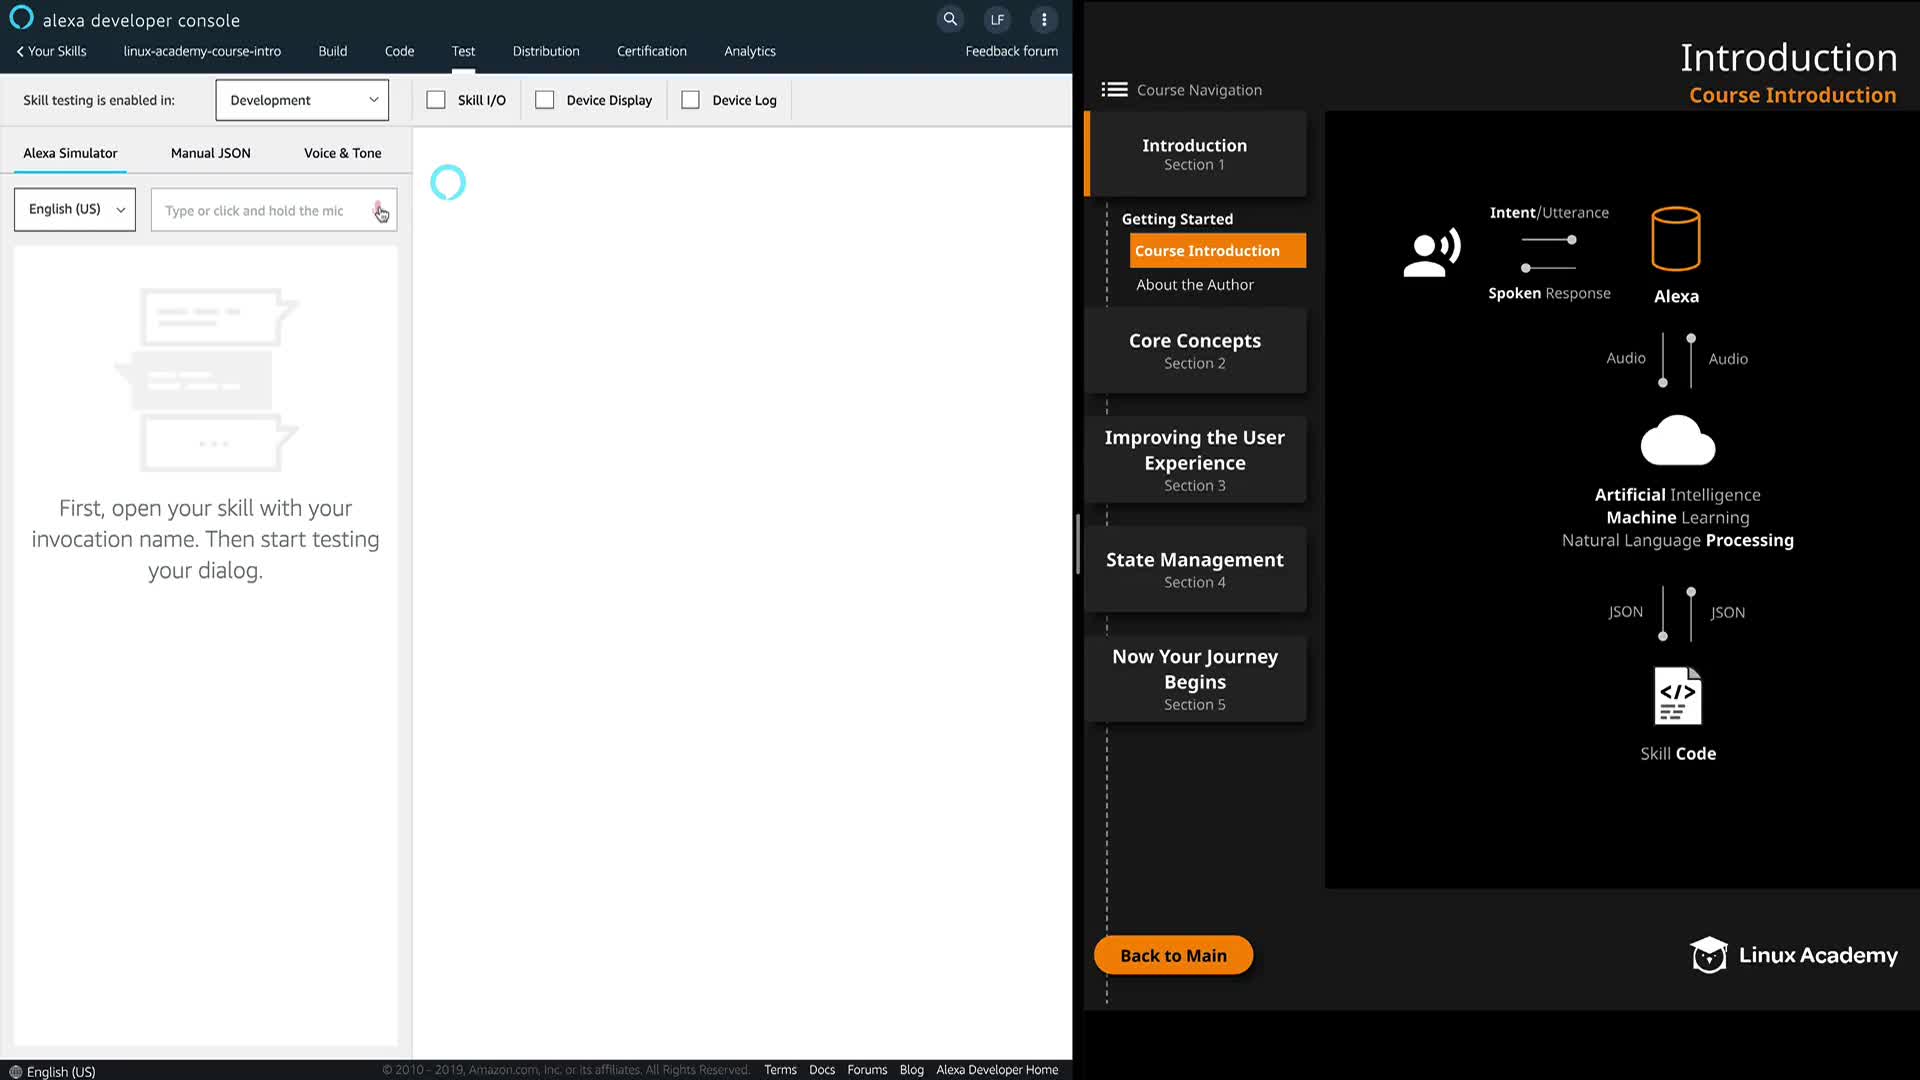 alexa developer console
LF
Your Skills
linux-academy-course-intro
Build
Code
Test
Distribution
Certification
Analytics
Feedback forum
Skill testing is enabled in:
Development
Skill I/O
Device Display
Device Log
Alexa Simulator
Manual JSON
Voice & Tone
English (US)
Type or click and hold the mic
First, open your skill with your
invocation name. Then start testing
your dialog.
English (US)
© 2010 - 2019, Amazon.com, Inc. or its affiliates. All Rights Reserved.
Terms
Docs
Forums
Blog
Alexa Developer Home
Introduction
Course Introduction
Course Navigation
Introduction
Section 1
Getting Started
Course Introduction
About the Author
Core Concepts
Section 2
Improving the User
Experience
Section 3
State Management
Section 4
Now Your Journey
Begins
Section 5
Back to Main
Intent/Utterance
Spoken Response
Alexa
Audio
Audio
Artificial Intelligence
Machine Learning
Natural Language Processing
JSON
JSON
</>
Skill Code
Linux Academy